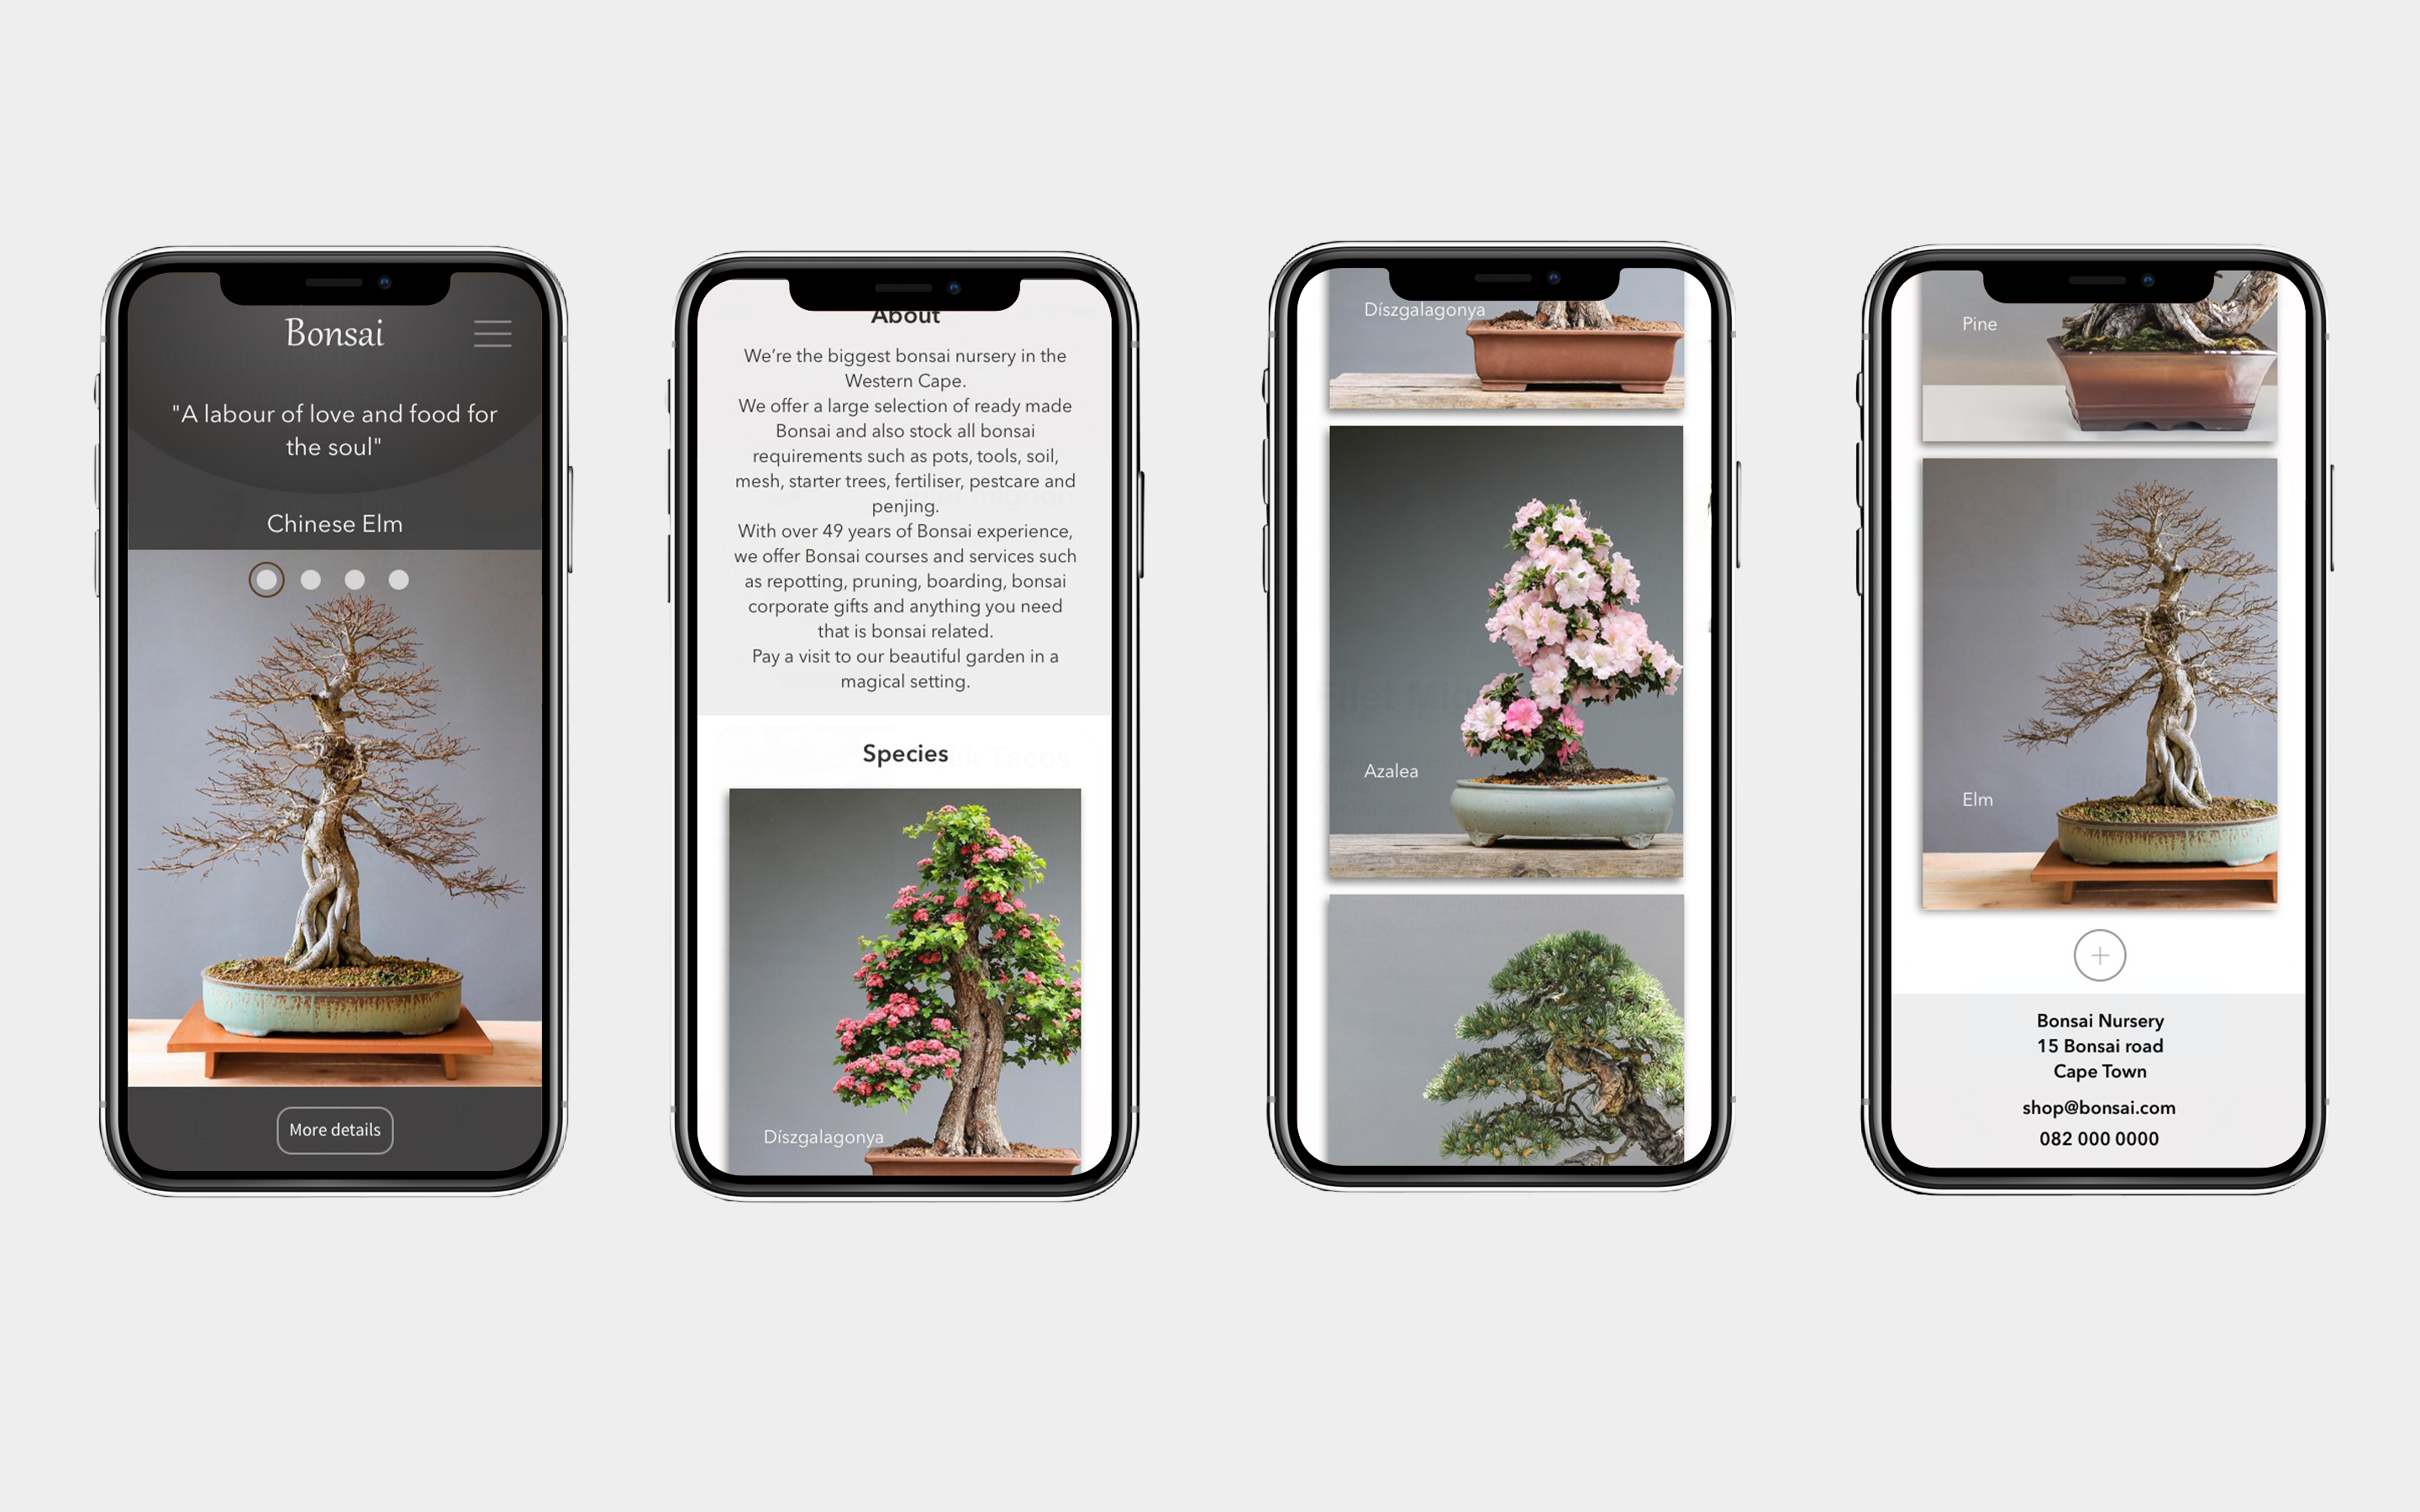 Bonsai
"A labour of love and food for
the soul"
Chinese Elm
More details
About
We’re the biggest bonsai nursery in the
Western Cape.
We offer a large selection of ready made
Bonsai and also stock all bonsai
requirements such as pots, tools, soil,
mesh, starter trees, fertiliser, pestcare and
penjing.
With over 49 years of Bonsai experience,
we offer Bonsai courses and services such
as repotting, pruning, boarding, bonsai
corporate gifts and anything you need
that is bonsai related.
Pay a visit to our beautiful garden in a
magical setting.
Species
Díszgalagonya
Díszgalagonya
Azalea
Pine
Elm
Bonsai Nursery
15 Bonsai road
Cape Town
shop@bonsai.com
082 000 0000